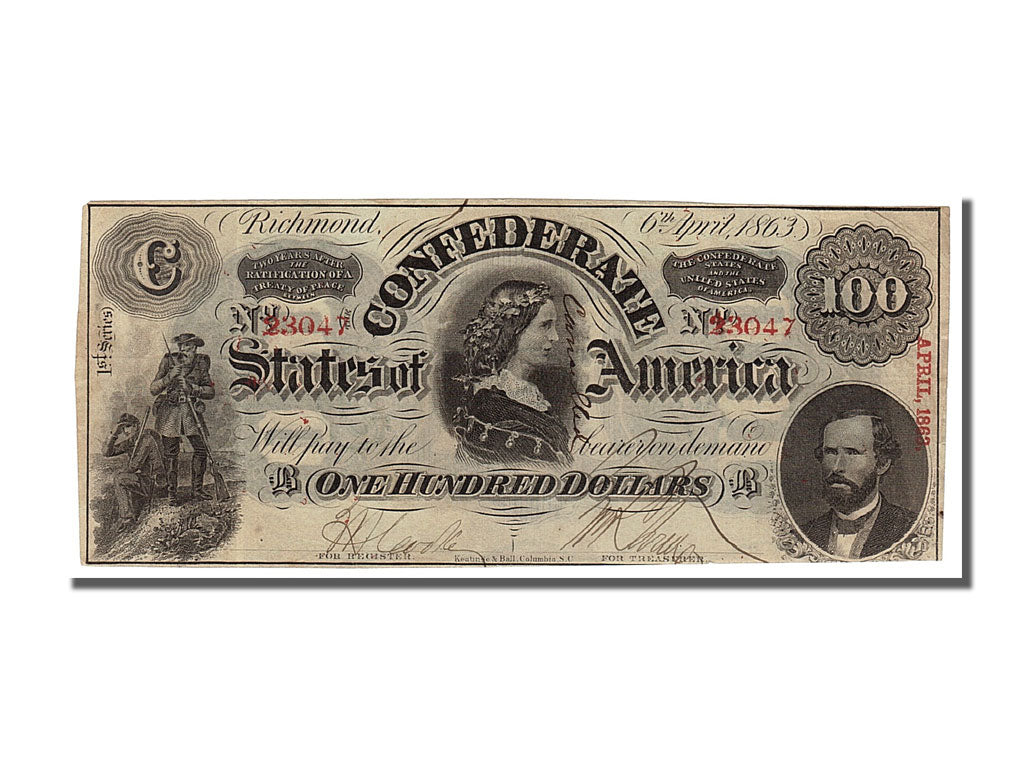 Richmond, 6th April, 1863
C
CONFEDERATE
100
TWO YEARS AFTER
THE
RATIFICATION OF A
TREATY OF PEACE
BETWEEN
THE CONFEDERATE
STATES
AND THE
UNITED STATES
OF AMERICA.
No 23047
No 23047
1st Series
States of America
APRIL, 1863
Will pay to the bearer on demand
B ONE HUNDRED DOLLARS B
FOR REGISTER. Keatinge & Ball, Columbia, S.C. FOR TREASURER.